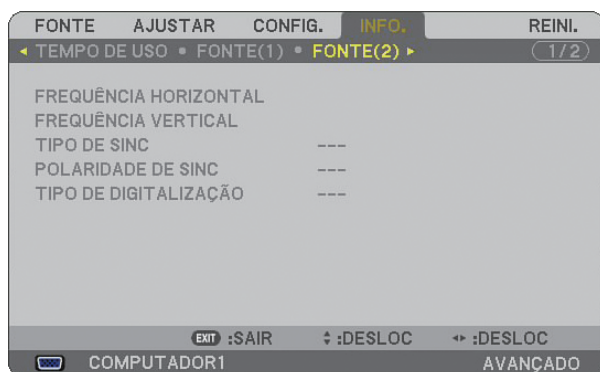 FONTE AJUSTAR CONFIG. INFO. REINI.
TEMPO DE USO • FONTE(1) • FONTE(2) 1/2
FREQUÊNCIA HORIZONTAL
FREQUÊNCIA VERTICAL
TIPO DE SINC ---
POLARIDADE DE SINC ---
TIPO DE DIGITALIZAÇÃO ---
EXIT :SAIR :DESLOC :DESLOC
COMPUTADOR1 AVANÇADO